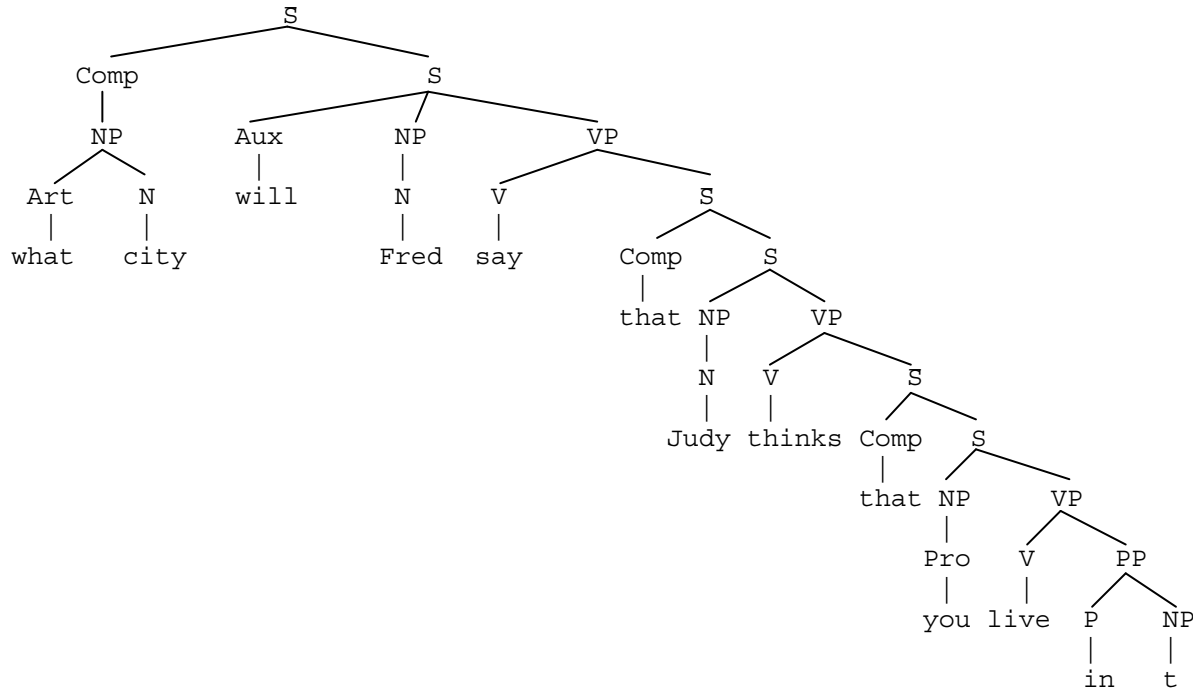 S
Comp S
NP Aux NP VP
Art N will N V S
what city Fred say Comp S
that NP VP
N V S
Judy thinks Comp S
that NP VP
Pro V PP
you live P NP
in t